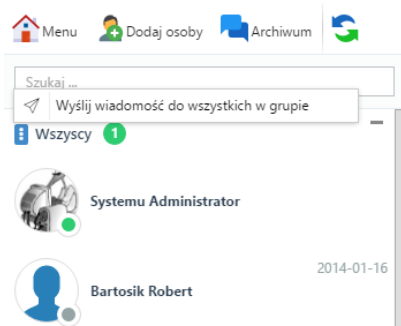 Menu Dodaj osoby Archiwum
Szukaj ...
Wyślij wiadomość do wszystkich w grupie
Wszyscy 1
Systemu Administrator
2014-01-16
Bartosik Robert